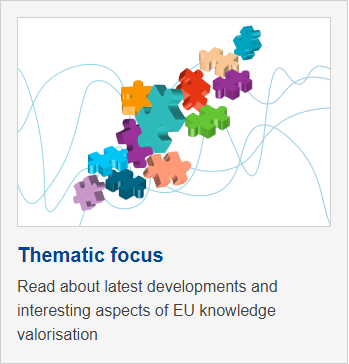 Thematic focus
Read about latest developments and
interesting aspects of EU knowledge
valorisation